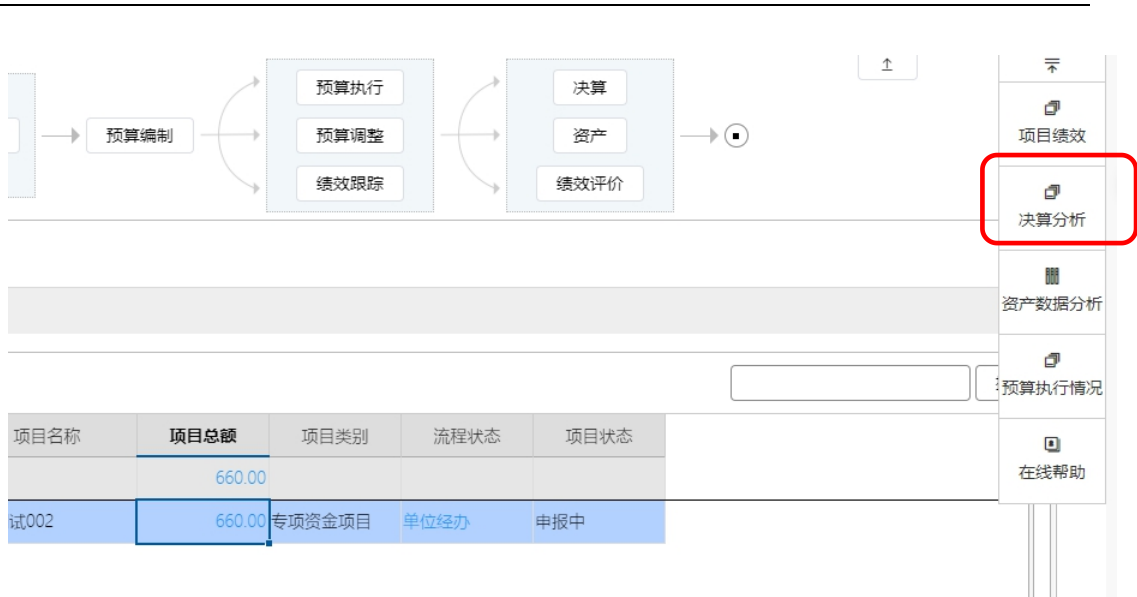 预算执行
决算
项目绩效
预算编制
预算调整
资产
绩效跟踪
绩效评价
决算分析
资产数据分析
预算执行情况
项目名称 项目总额 项目类别 流程状态 项目状态
660.00
在线帮助
试002 660.00 专项资金项目 单位经办 申报中